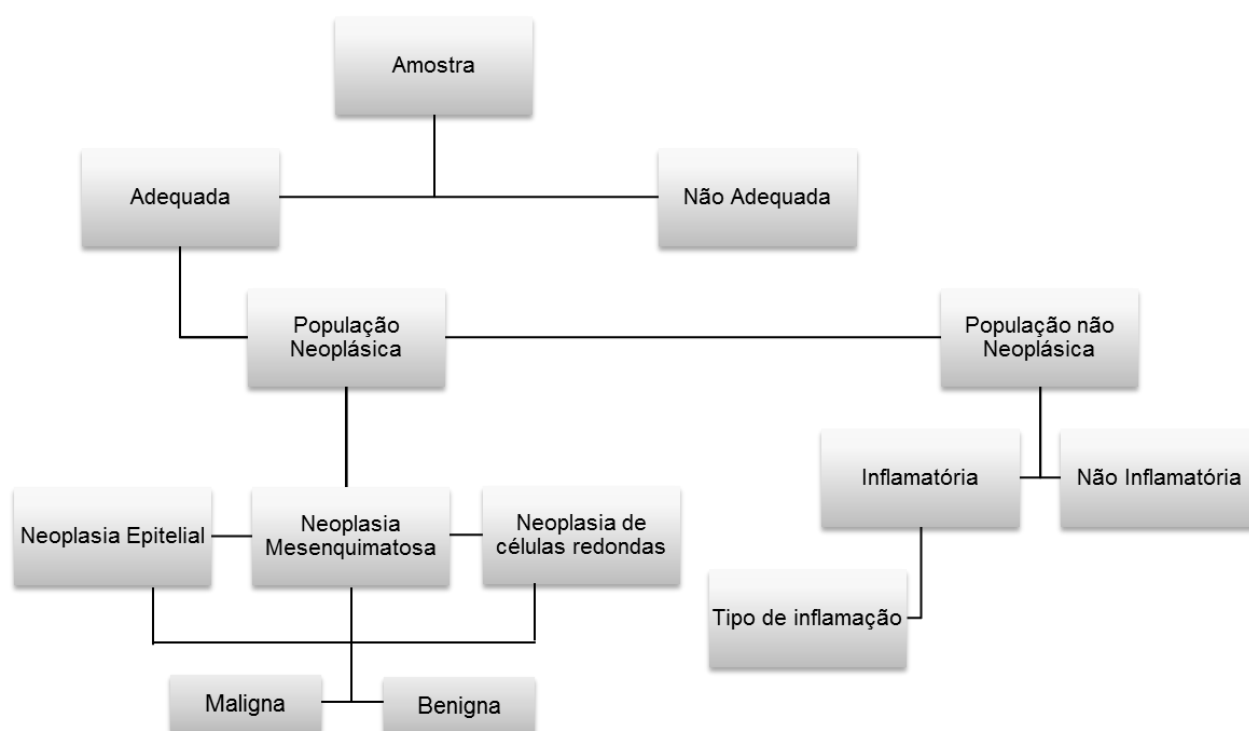 Amostra
Adequada
Não Adequada
População
Neoplásica
População não
Neoplásica
Inflamatória
Não Inflamatória
Neoplasia Epitelial
Neoplasia
Mesenquimatosa
Neoplasia de
células redondas
Tipo de inflamação
Maligna
Benigna